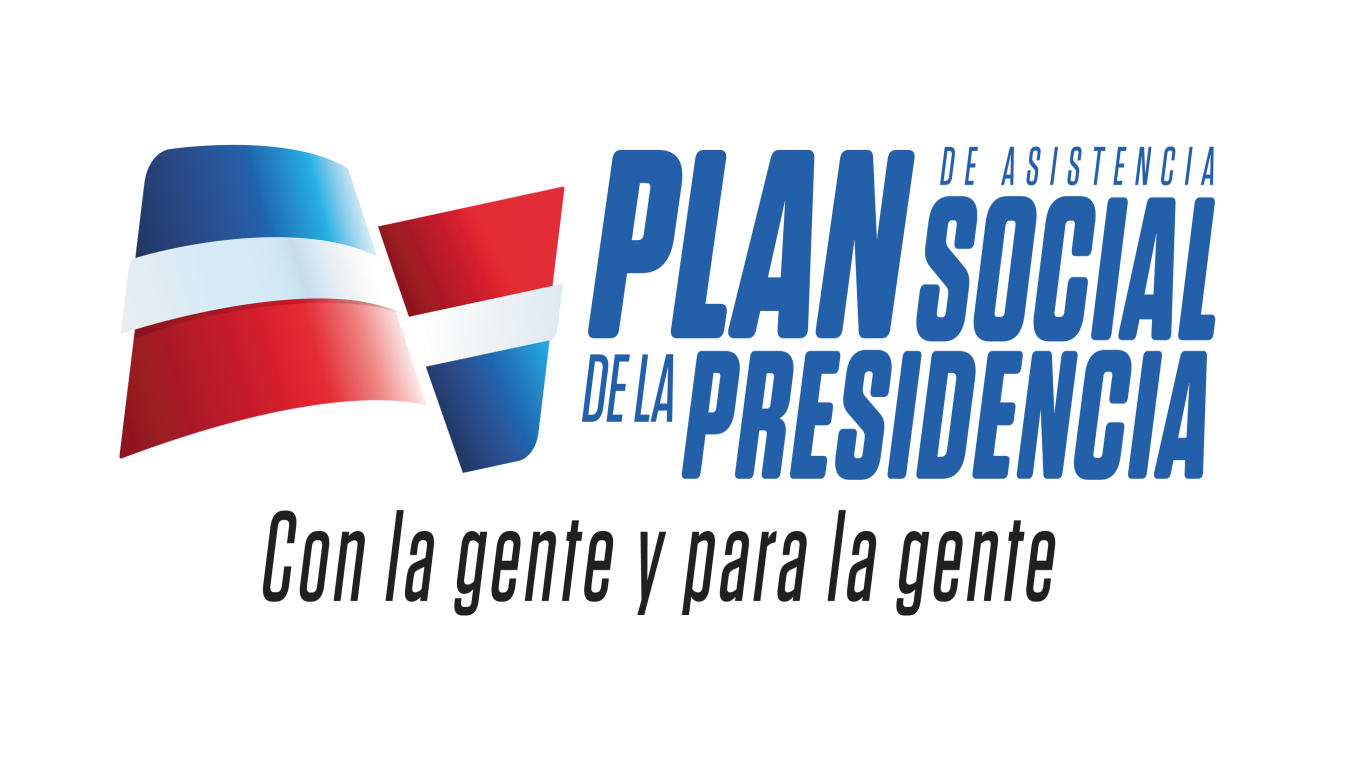 PLAN DE ASISTENCIA
SOCIAL
DE LA PRESIDENCIA
Con la gente y para la gente